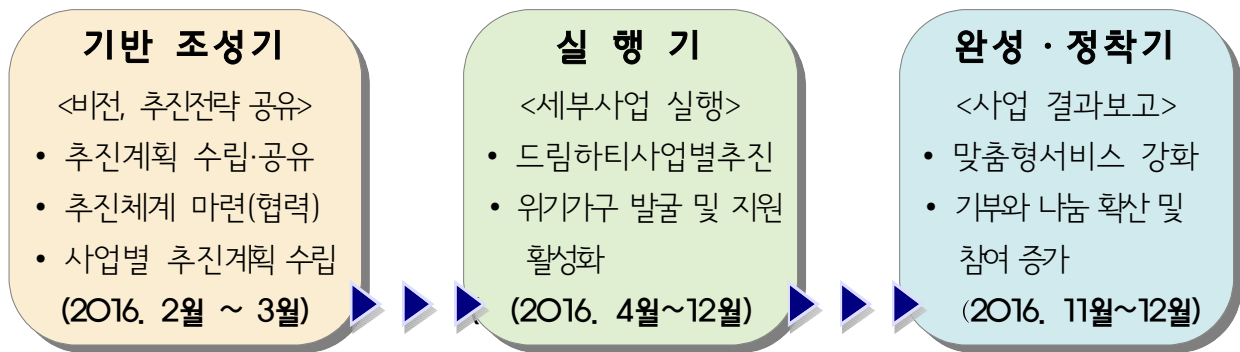 기반 조성기
<비전, 추진전략 공유>
• 추진계획 수립·공유
• 추진체계 마련(협력)
• 사업별 추진계획 수립
(2016. 2월 ~ 3월)
실 행 기
<세부사업 실행>
• 드림하티사업별추진
• 위기가구 발굴 및 지원
활성화
(2016. 4월~12월)
완성·정착기
<사업 결과보고>
• 맞춤형서비스 강화
• 기부와 나눔 확산 및
참여 증가
(2016. 11월~12월)